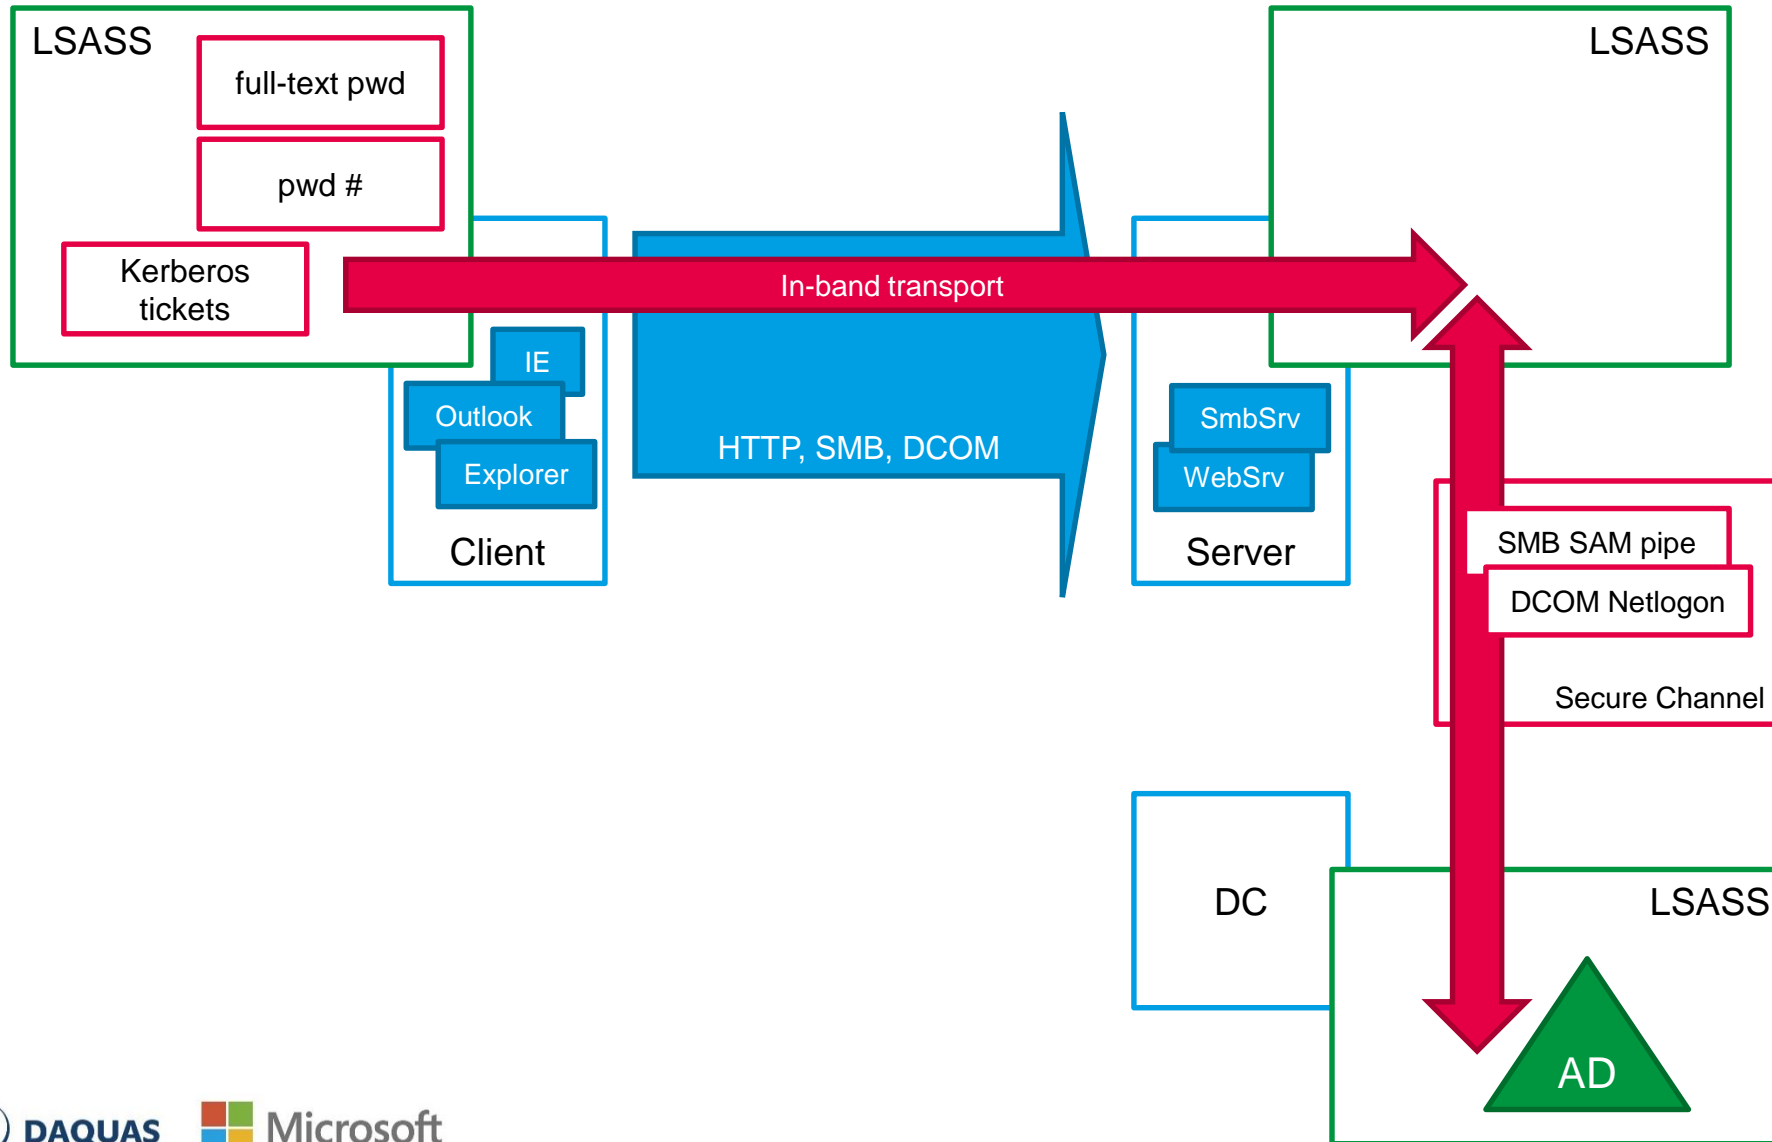 LSASS
full-text pwd
pwd #
Kerberos
tickets
In-band transport
IE
Outlook
Explorer
Client
HTTP, SMB, DCOM
LSASS
SmbSrv
WebSrv
Server
SMB SAM pipe
DCOM Netlogon
Secure Channel
DC
LSASS
AD
DAQUAS
Microsoft